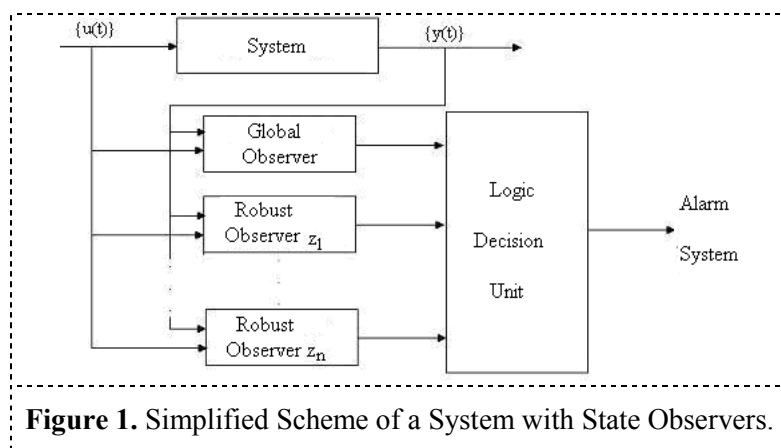 {u(t)}
{y(t)}
System
Global
Observer
Robust
Observer z1
Robust
Observer zn
Logic
Decision
Unit
Alarm
System
Figure 1. Simplified Scheme of a System with State Observers.